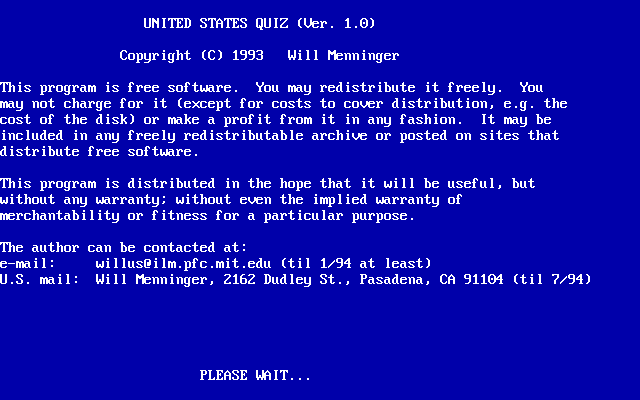 UNITED STATES QUIZ (Ver. 1.0)
Copyright (C) 1993   Will Menninger
This program is free software.  You may redistribute it freely.  You
may not charge for it (except for costs to cover distribution, e.g. the
cost of the disk) or make a profit from it in any fashion.  It may be
included in any freely redistributable archive or posted on sites that
distribute free software.
This program is distributed in the hope that it will be useful, but
without any warranty; without even the implied warranty of
merchantability or fitness for a particular purpose.
The author can be contacted at:
e-mail:     willus@ilm.pfc.mit.edu (til 1/94 at least)
U.S. mail:  Will Menninger, 2162 Dudley St., Pasadena, CA 91104 (til 7/94)
PLEASE WAIT...